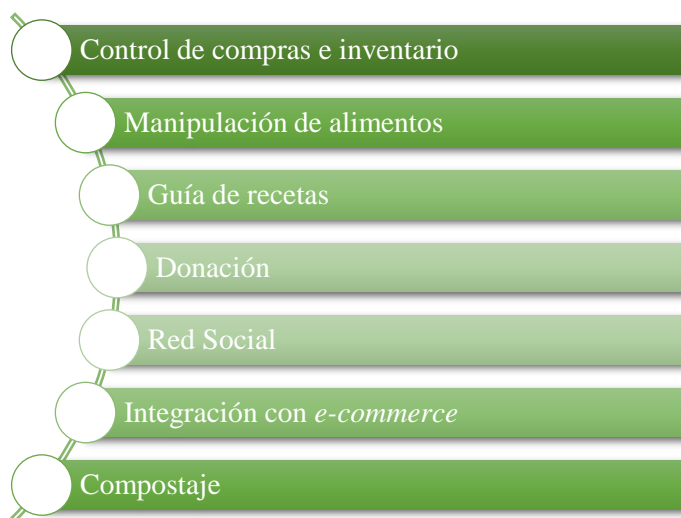 Control de compras e inventario
Manipulación de alimentos
Guía de recetas
Donación
Red Social
Integración con e-commerce
Compostaje